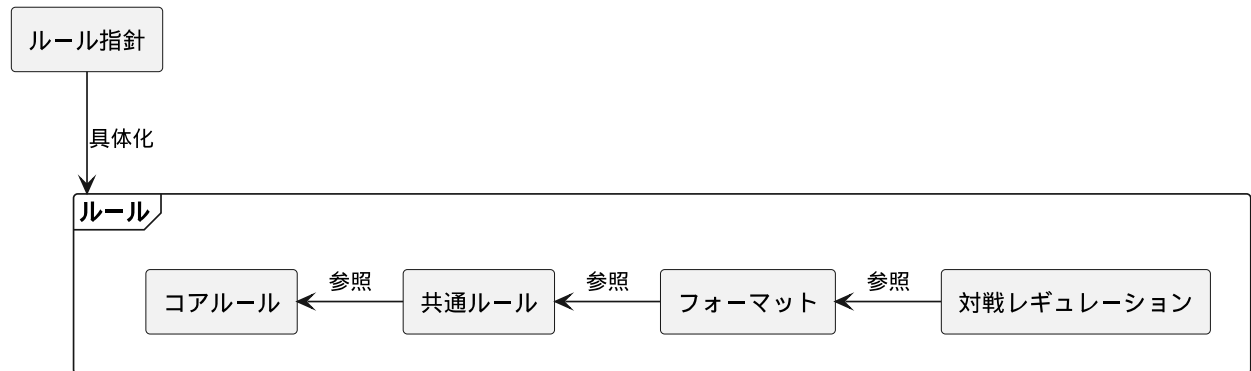 ルール指針
具体化
ルール
参照
参照
参照
コアルール
共通ルール
フォーマット
対戦レギュレーション